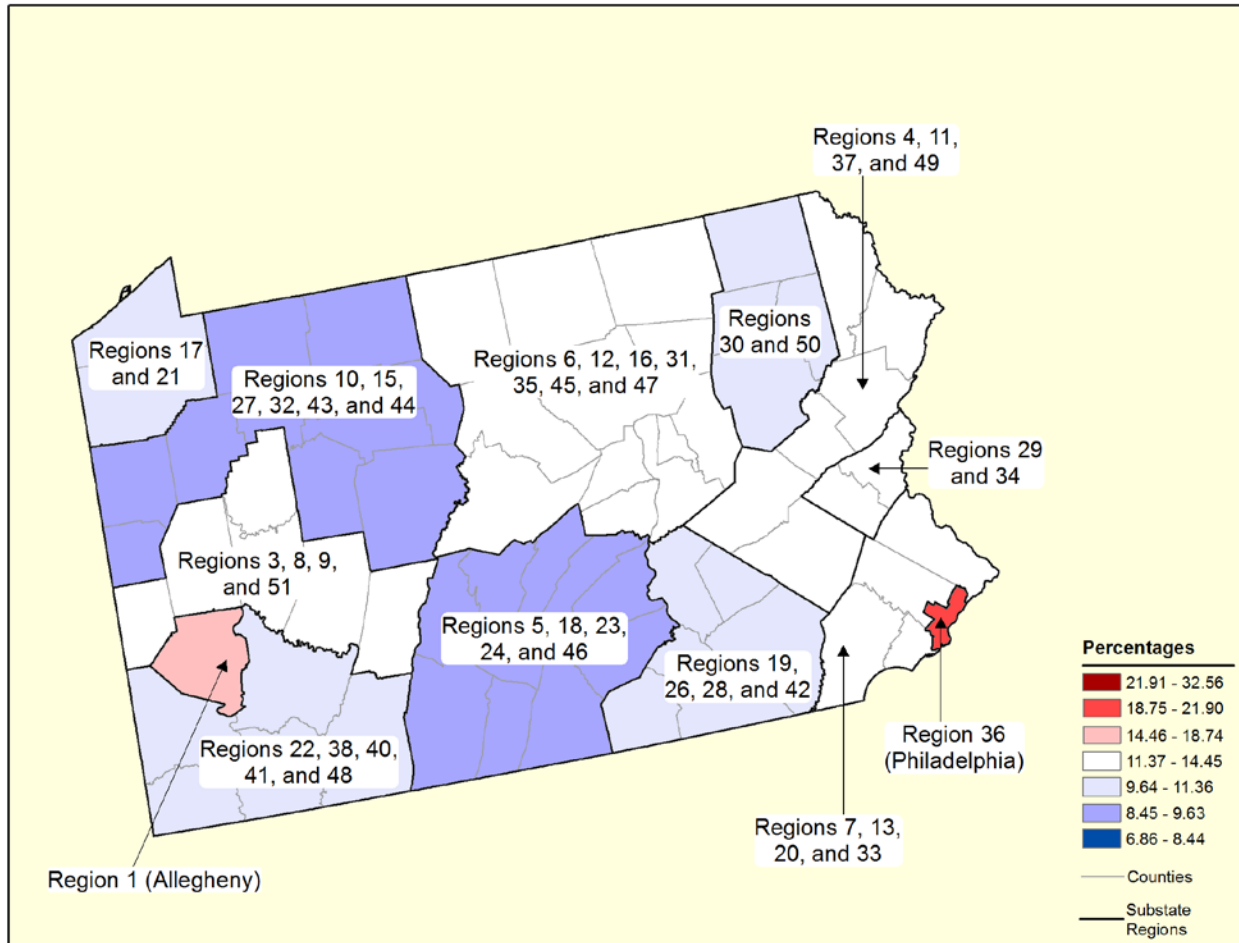 Regions 4, 11,
37, and 49
Regions 17
and 21
Regions 10, 15,
27, 32, 43, and 44
Regions 6, 12, 16, 31,
35, 45, and 47
Regions
30 and 50
Regions 29
and 34
Regions 3, 8, 9,
and 51
Regions 5, 18, 23,
24, and 46
Regions 19,
26, 28, and 42
Regions 22, 38, 40,
41, and 48
Region 36
(Philadelphia)
Regions 7, 13,
20, and 33
Region 1 (Allegheny)
Percentages
21.91 - 32.56
18.75 - 21.90
14.46 - 18.74
11.37 - 14.45
9.64 - 11.36
8.45 - 9.63
6.86 - 8.44
Counties
Substate
Regions